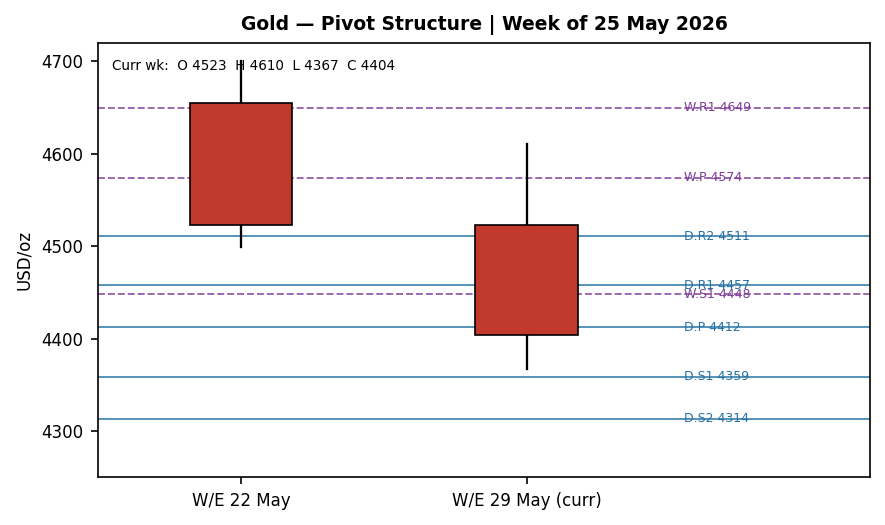 Gold — Pivot Structure | Week of 25 May 2026
Curr wk:  O 4523  H 4610  L 4367  C 4404
USD/oz
4700
4600
4500
4400
4300
W.R1 4649
W.P 4574
D.R2 4511
D.R1 4457
W.S1 4448
D.P 4412
D.S1 4359
D.S2 4314
W/E 22 May
W/E 29 May (curr)